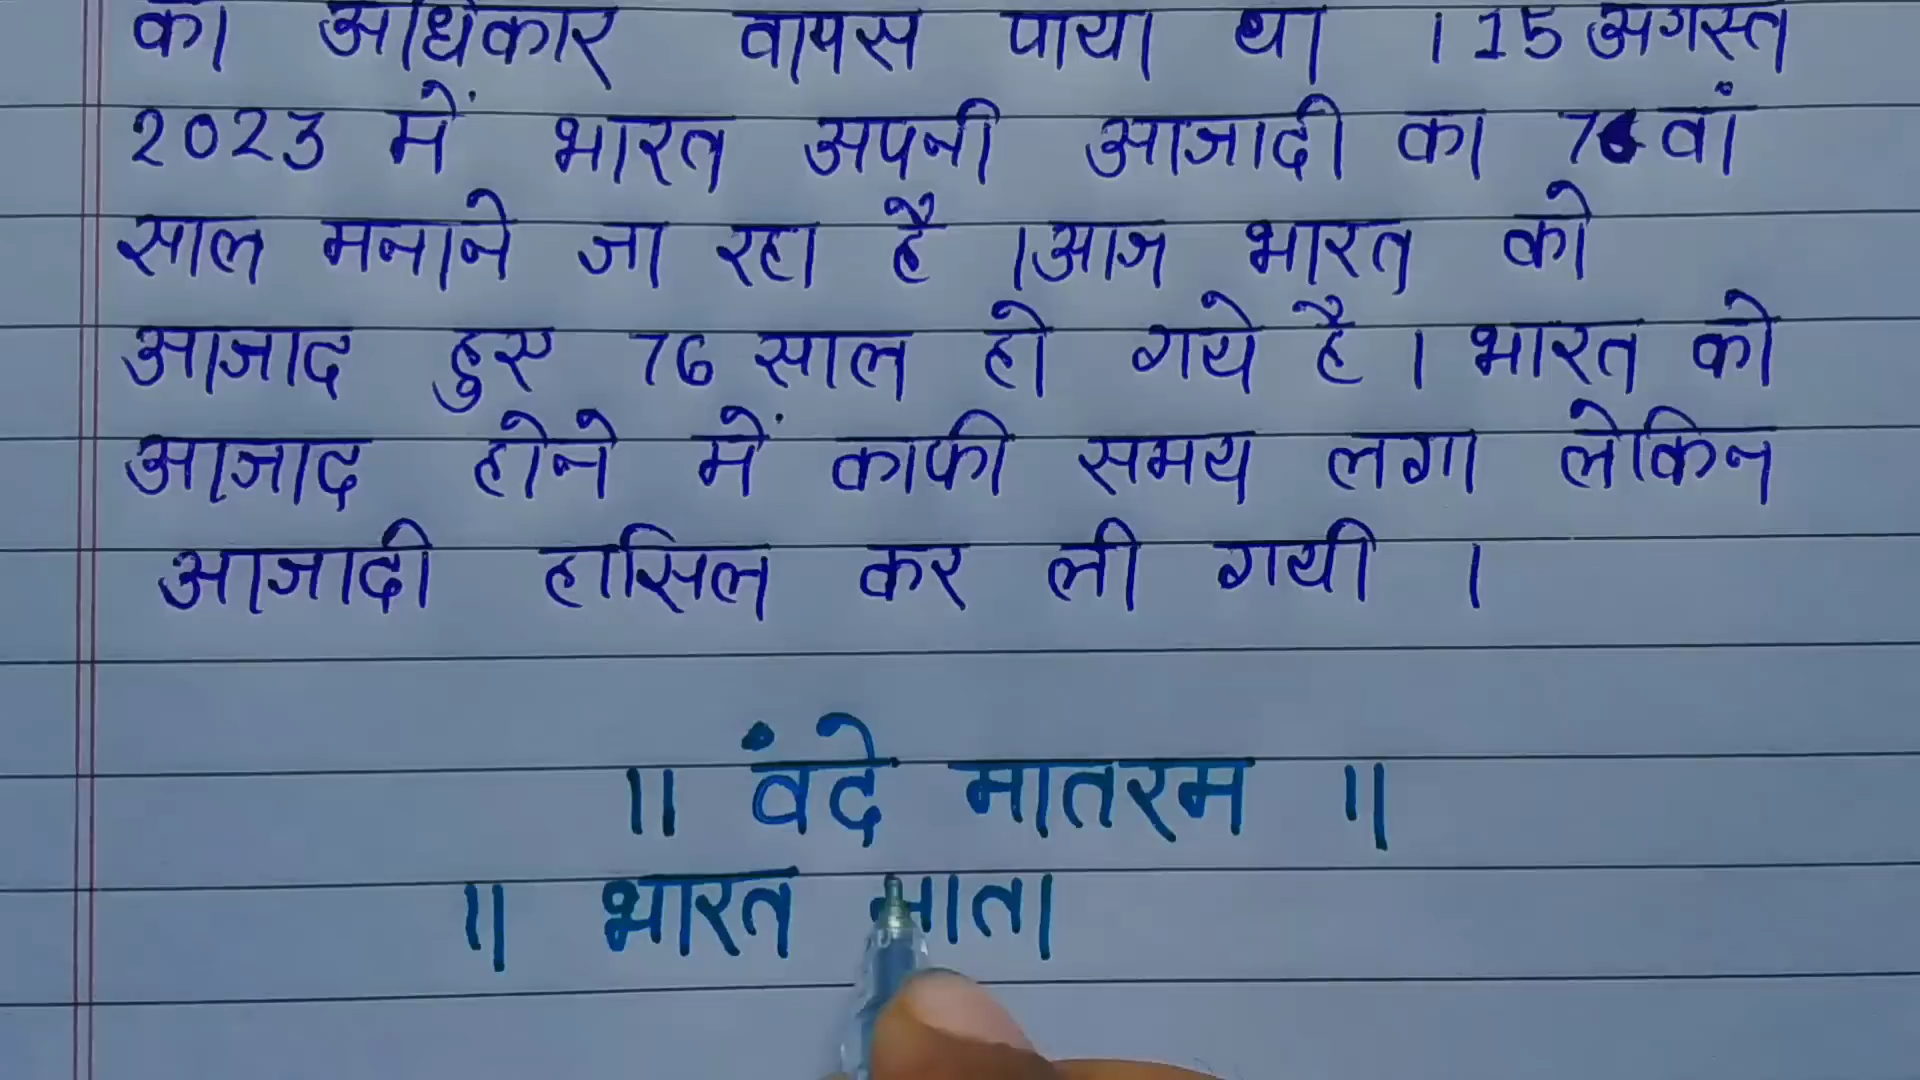 का अधिकार वापस पाया था । 15 अगस्त
2023 में भारत अपनी आजादी का 76 वां
साल मनाने जा रहा है । आज भारत को
आजाद हुए 76 साल हो गये है । भारत को
आजाद होने में काफी समय लगा लेकिन
आजादी हासिल कर ली गयी ।
॥ वंदे मातरम ॥
॥ भारत माता